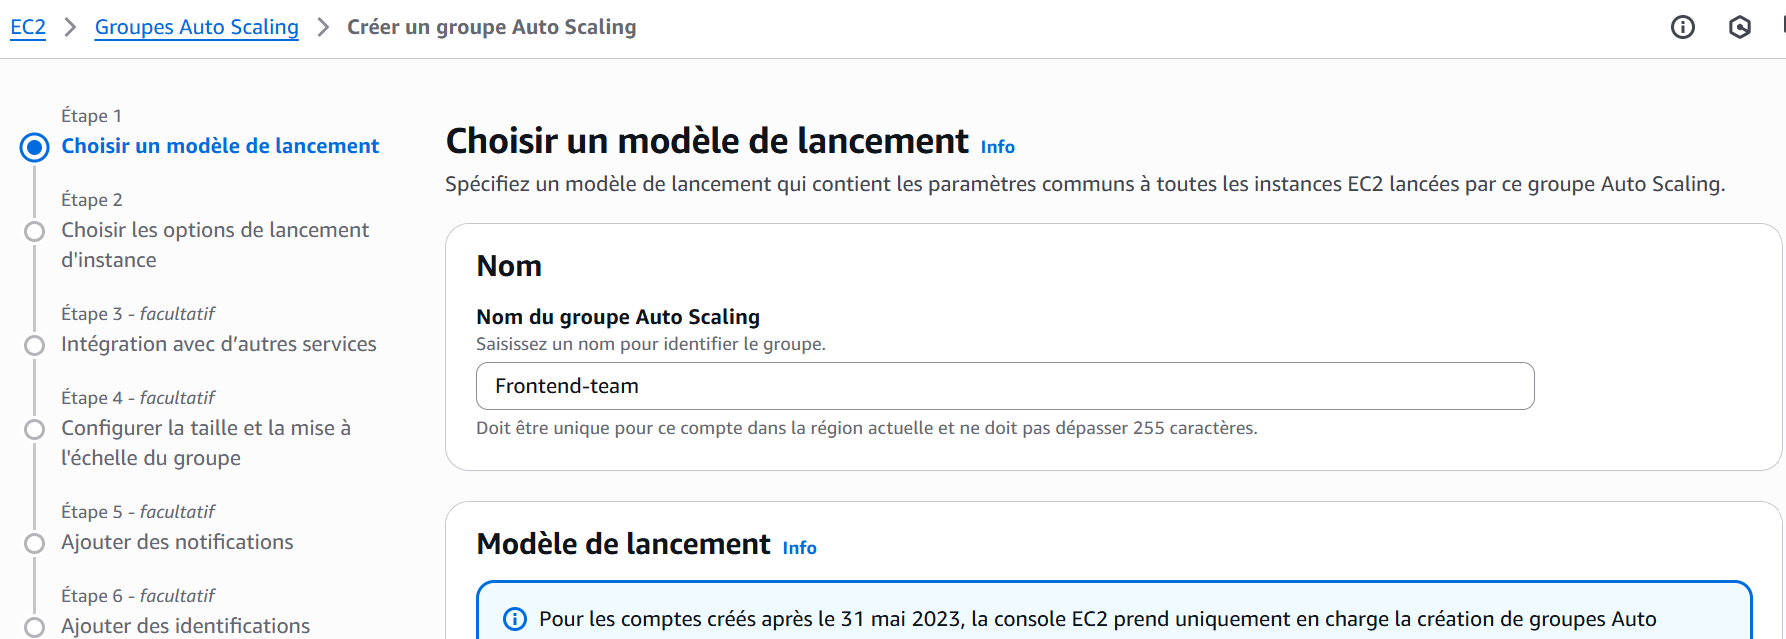 EC2 > Groupes Auto Scaling > Créer un groupe Auto Scaling
Étape 1
Choisir un modèle de lancement
Étape 2
Choisir les options de lancement
d'instance
Étape 3 - facultatif
Intégration avec d’autres services
Étape 4 - facultatif
Configurer la taille et la mise à
l'échelle du groupe
Étape 5 - facultatif
Ajouter des notifications
Étape 6 - facultatif
Ajouter des identifications
Choisir un modèle de lancement Info
Spécifiez un modèle de lancement qui contient les paramètres communs à toutes les instances EC2 lancées par ce groupe Auto Scaling.
Nom
Nom du groupe Auto Scaling
Saisissez un nom pour identifier le groupe.
Frontend-team
Doit être unique pour ce compte dans la région actuelle et ne doit pas dépasser 255 caractères.
Modèle de lancement Info
Pour les comptes créés après le 31 mai 2023, la console EC2 prend uniquement en charge la création de groupes Auto